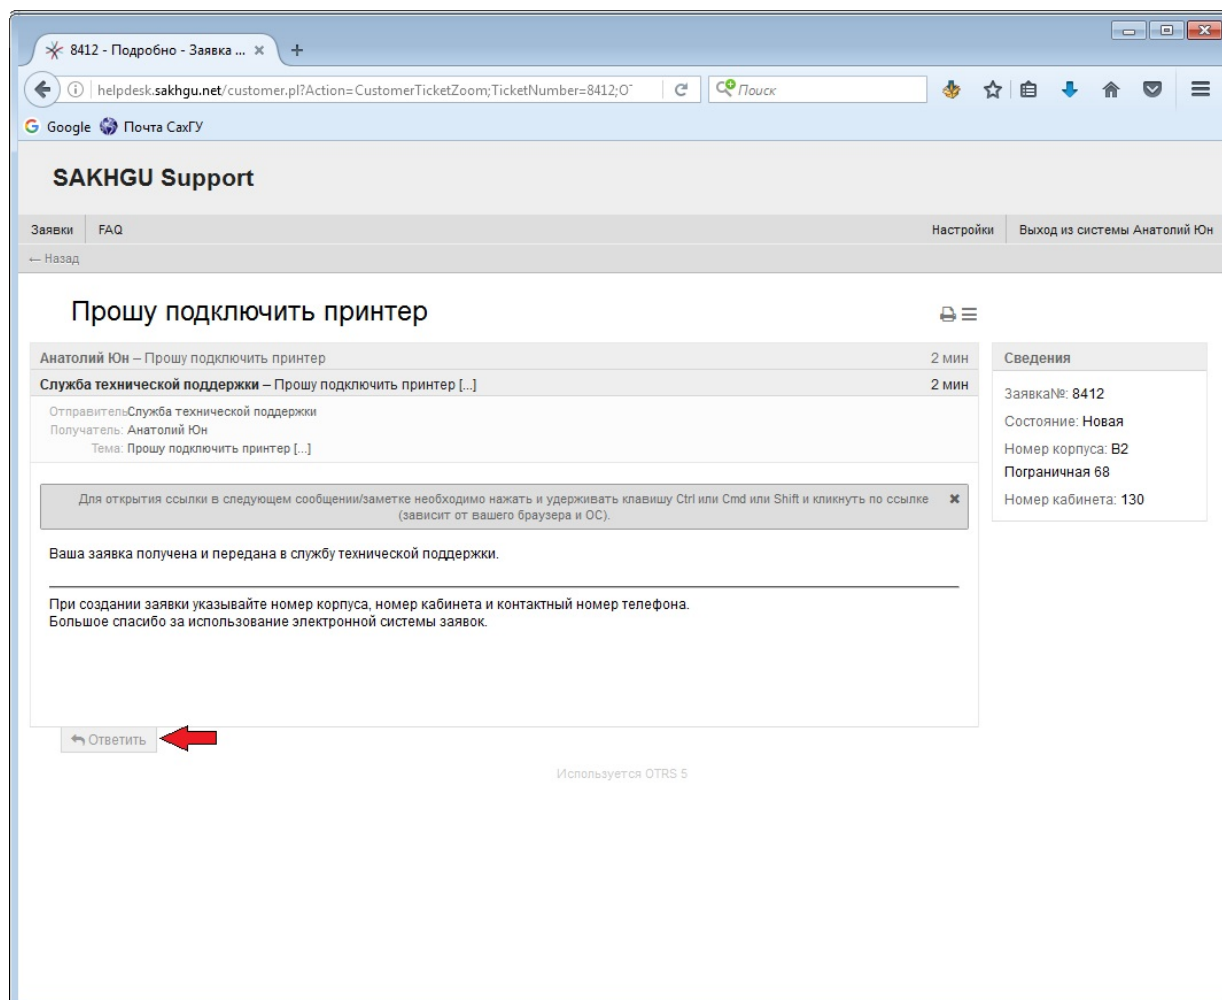 8412 - Подробно - Заявка ...
helpdesk.sakhgu.net/customer.pl?Action=CustomerTicketZoom;TicketNumber=8412;O
Поиск
Google Почта СахГУ
SAKHGU Support
Заявки FAQ Настройки Выход из системы Анатолий Юн
← Назад
Прошу подключить принтер
Анатолий Юн – Прошу подключить принтер 2 мин
Служба технической поддержки – Прошу подключить принтер [...] 2 мин
Отправитель Служба технической поддержки
Получатель: Анатолий Юн
Тема: Прошу подключить принтер [...]
Сведения
Заявка№: 8412
Состояние: Новая
Номер корпуса: B2
Пограничная 68
Номер кабинета: 130
Для открытия ссылки в следующем сообщении/заметке необходимо нажать и удерживать клавишу Ctrl или Cmd или Shift и кликнуть по ссылке
(зависит от вашего браузера и ОС).
Ваша заявка получена и передана в службу технической поддержки.
При создании заявки указывайте номер корпуса, номер кабинета и контактный номер телефона.
Большое спасибо за использование электронной системы заявок.
Ответить
Используется OTRS 5